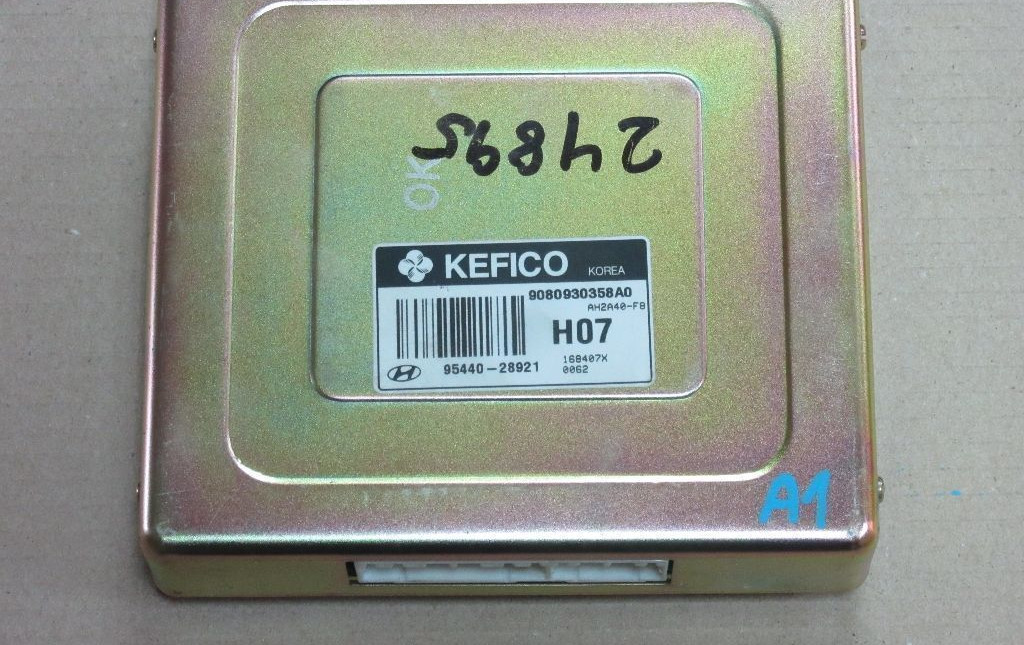 24895
OK
KEFICO KOREA
9080930358A0
AH2A40-F8
H07
95440-28921
168407X
0062
A1